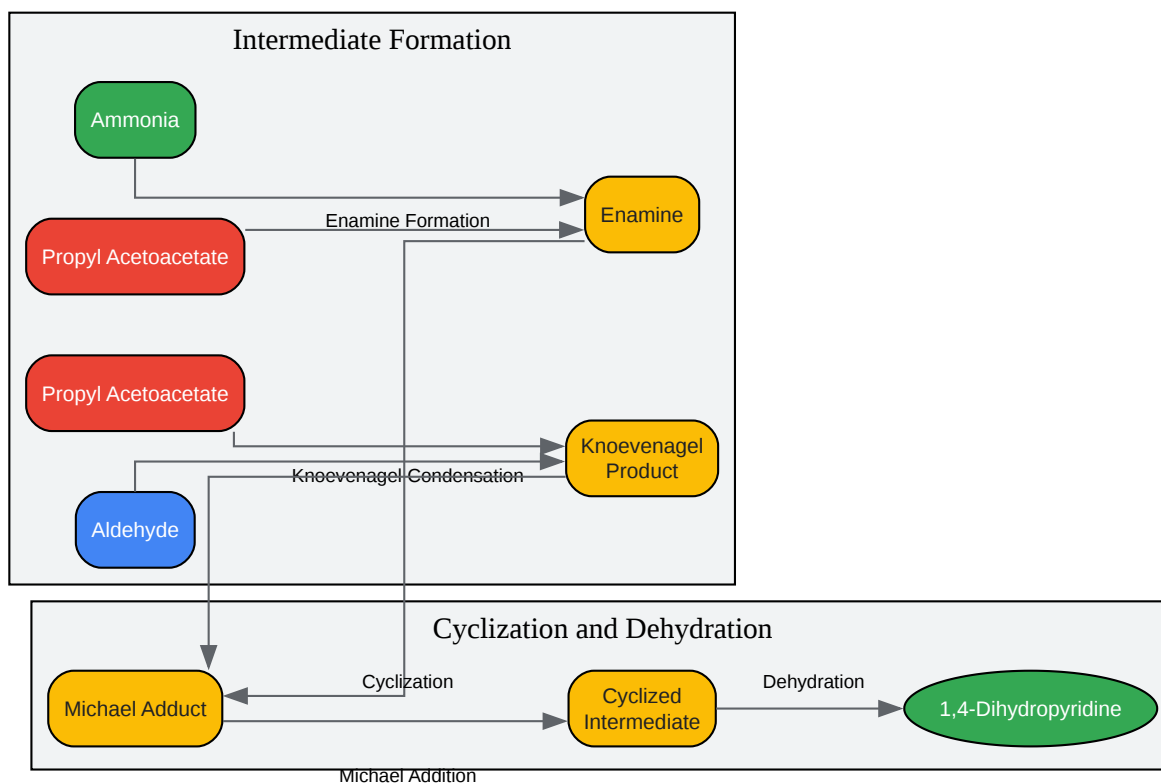 Intermediate Formation
Ammonia
Enamine
Enamine Formation
Propyl Acetoacetate
Propyl Acetoacetate
Knoevenagel
Product
Knoevenagel Condensation
Aldehyde
Cyclization and Dehydration
Cyclization
Dehydration
Michael Adduct
Cyclized
Intermediate
1,4-Dihydropyridine
Michael Addition